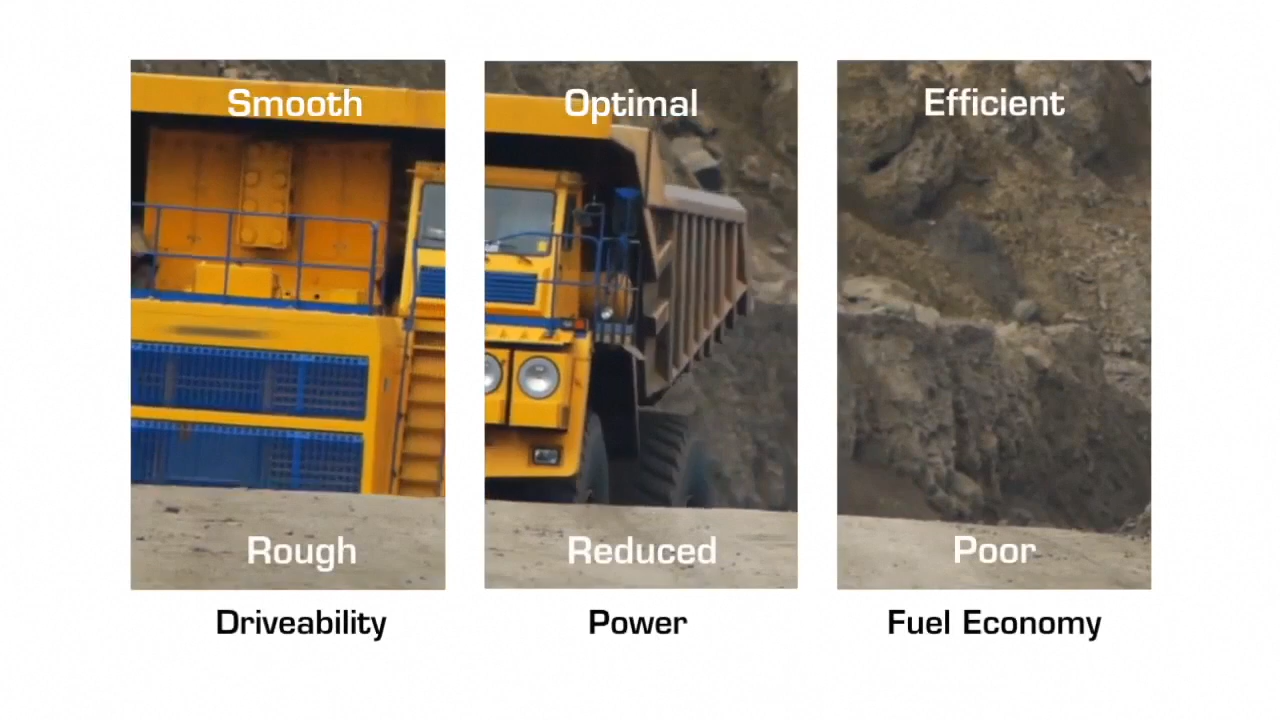 Smooth
Optimal
Efficient
Rough
Reduced
Poor
Driveability
Power
Fuel Economy